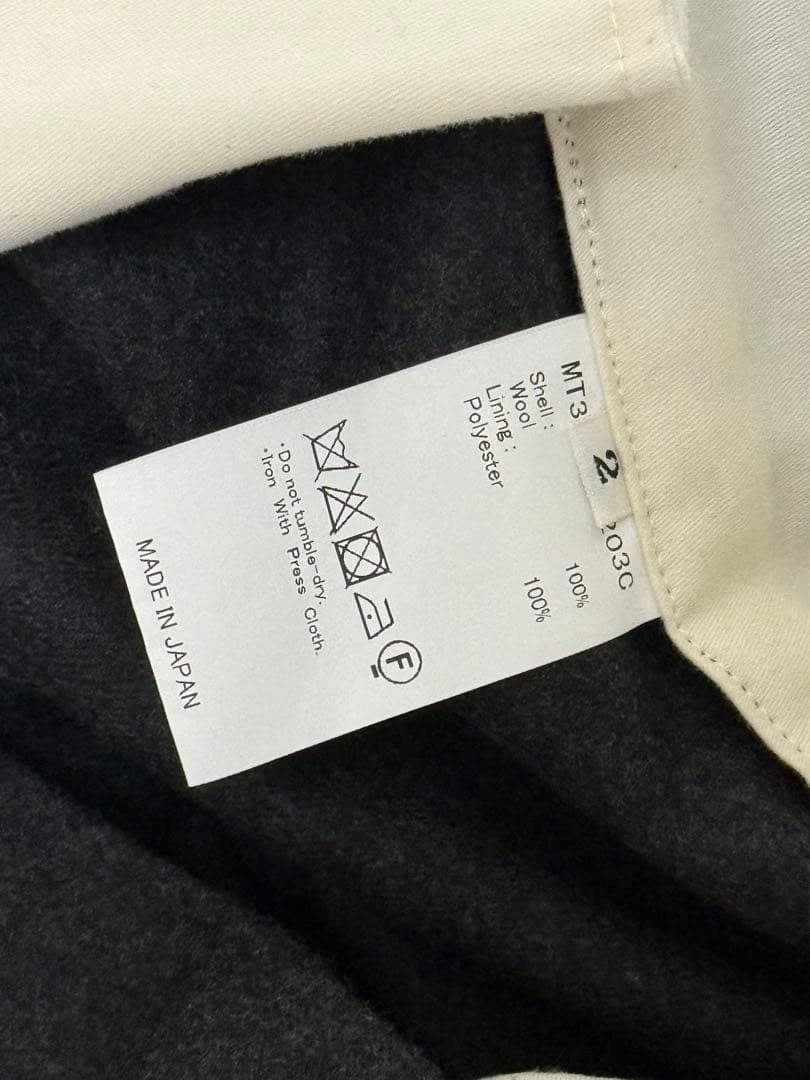 MT3
2
203C
Shell :
Wool 100%
Lining :
Polyester 100%
F
·Do not tumble-dry.
·Iron With Press Cloth.
MADE IN JAPAN